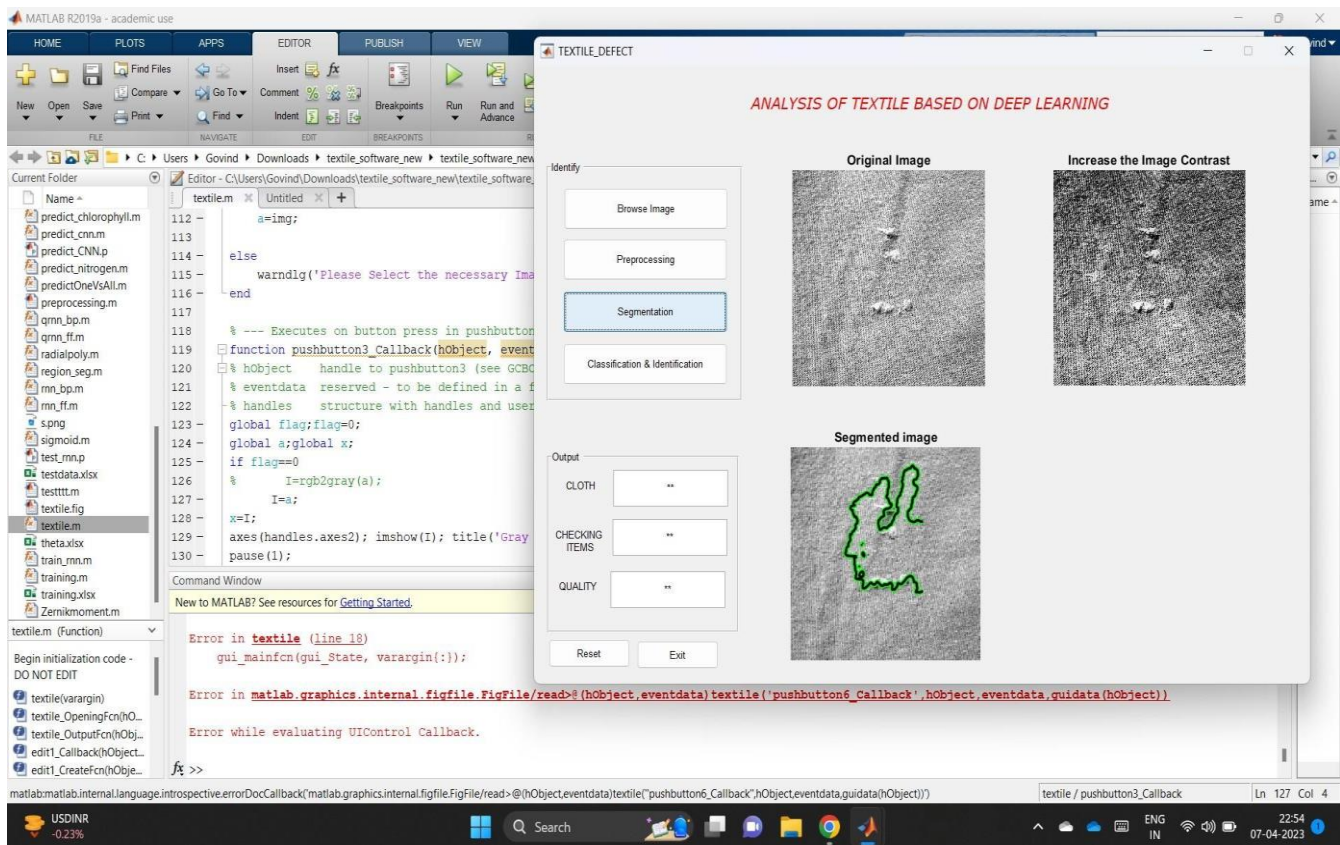 MATLAB R2019a - academic use
HOME PLOTS APPS EDITOR PUBLISH VIEW
New Open Save
Find Files
Compare
Print
Go To
Find
Insert fx
Comment
Indent
Breakpoints
Run
Run and Advance
FILE NAVIGATE EDIT BREAKPOINTS
C: Users Govind Downloads textile_software_new textile_software_new
Current Folder
Name
predict_chlorophyll.m
predict_cnn.m
predict_CNN.p
predict_nitrogen.m
predictOneVsAll.m
preprocessing.m
qrnn_bp.m
qrnn_ff.m
radialpoly.m
region_seg.m
rnn_bp.m
rnn_ff.m
s.png
sigmoid.m
test_rnn.p
testdata.xlsx
testttt.m
textile.fig
textile.m
theta.xlsx
train_rnn.m
training.m
training.xlsx
Zernikmoment.m
textile.m (Function)
Begin initialization code -
DO NOT EDIT
textile(varargin)
textile_OpeningFcn(hO...
textile_OutputFcn(hObj...
edit1_Callback(hObject...
edit1_CreateFcn(hObje...
Editor - C:\Users\Govind\Downloads\textile_software_new\textile_software_
textile.m Untitled +
112 - a=img;
113
114 - else
115 - warndlg('Please Select the necessary Ima
116 - end
117
118 % --- Executes on button press in pushbutton
119 function pushbutton3_Callback(hObject, event
120 % hObject handle to pushbutton3 (see GCBO
121 % eventdata reserved - to be defined in a f
122 % handles structure with handles and user
123 - global flag;flag=0;
124 - global a;global x;
125 - if flag==0
126 % I=rgb2gray(a);
127 - I=a;
128 - x=I;
129 - axes(handles.axes2); imshow(I); title('Gray
130 - pause(1);
Command Window
New to MATLAB? See resources for Getting Started.
Error in textile (line 18)
gui_mainfcn(gui_State, varargin{:});
Error in matlab.graphics.internal.figfile.FigFile/read>@(hObject,eventdata)textile('pushbutton6_Callback',hObject,eventdata,guidata(hObject))
Error while evaluating UIControl Callback.
fx >>
TEXTILE_DEFECT
ANALYSIS OF TEXTILE BASED ON DEEP LEARNING
Identify
Browse Image
Preprocessing
Segmentation
Classification & Identification
Original Image
Increase the Image Contrast
Segmented image
Output
CLOTH **
CHECKING ITEMS **
QUALITY **
Reset Exit
matlab:matlab.internal.language.introspective.errorDocCallback('matlab.graphics.internal.figfile.FigFile/read>@(hObject,eventdata)textile("pushbutton6_Callback",hObject,eventdata,guidata(hObject))')
textile / pushbutton3_Callback
Ln 127 Col 4
USDINR
-0.23%
Search
ENG
IN
22:54
07-04-2023